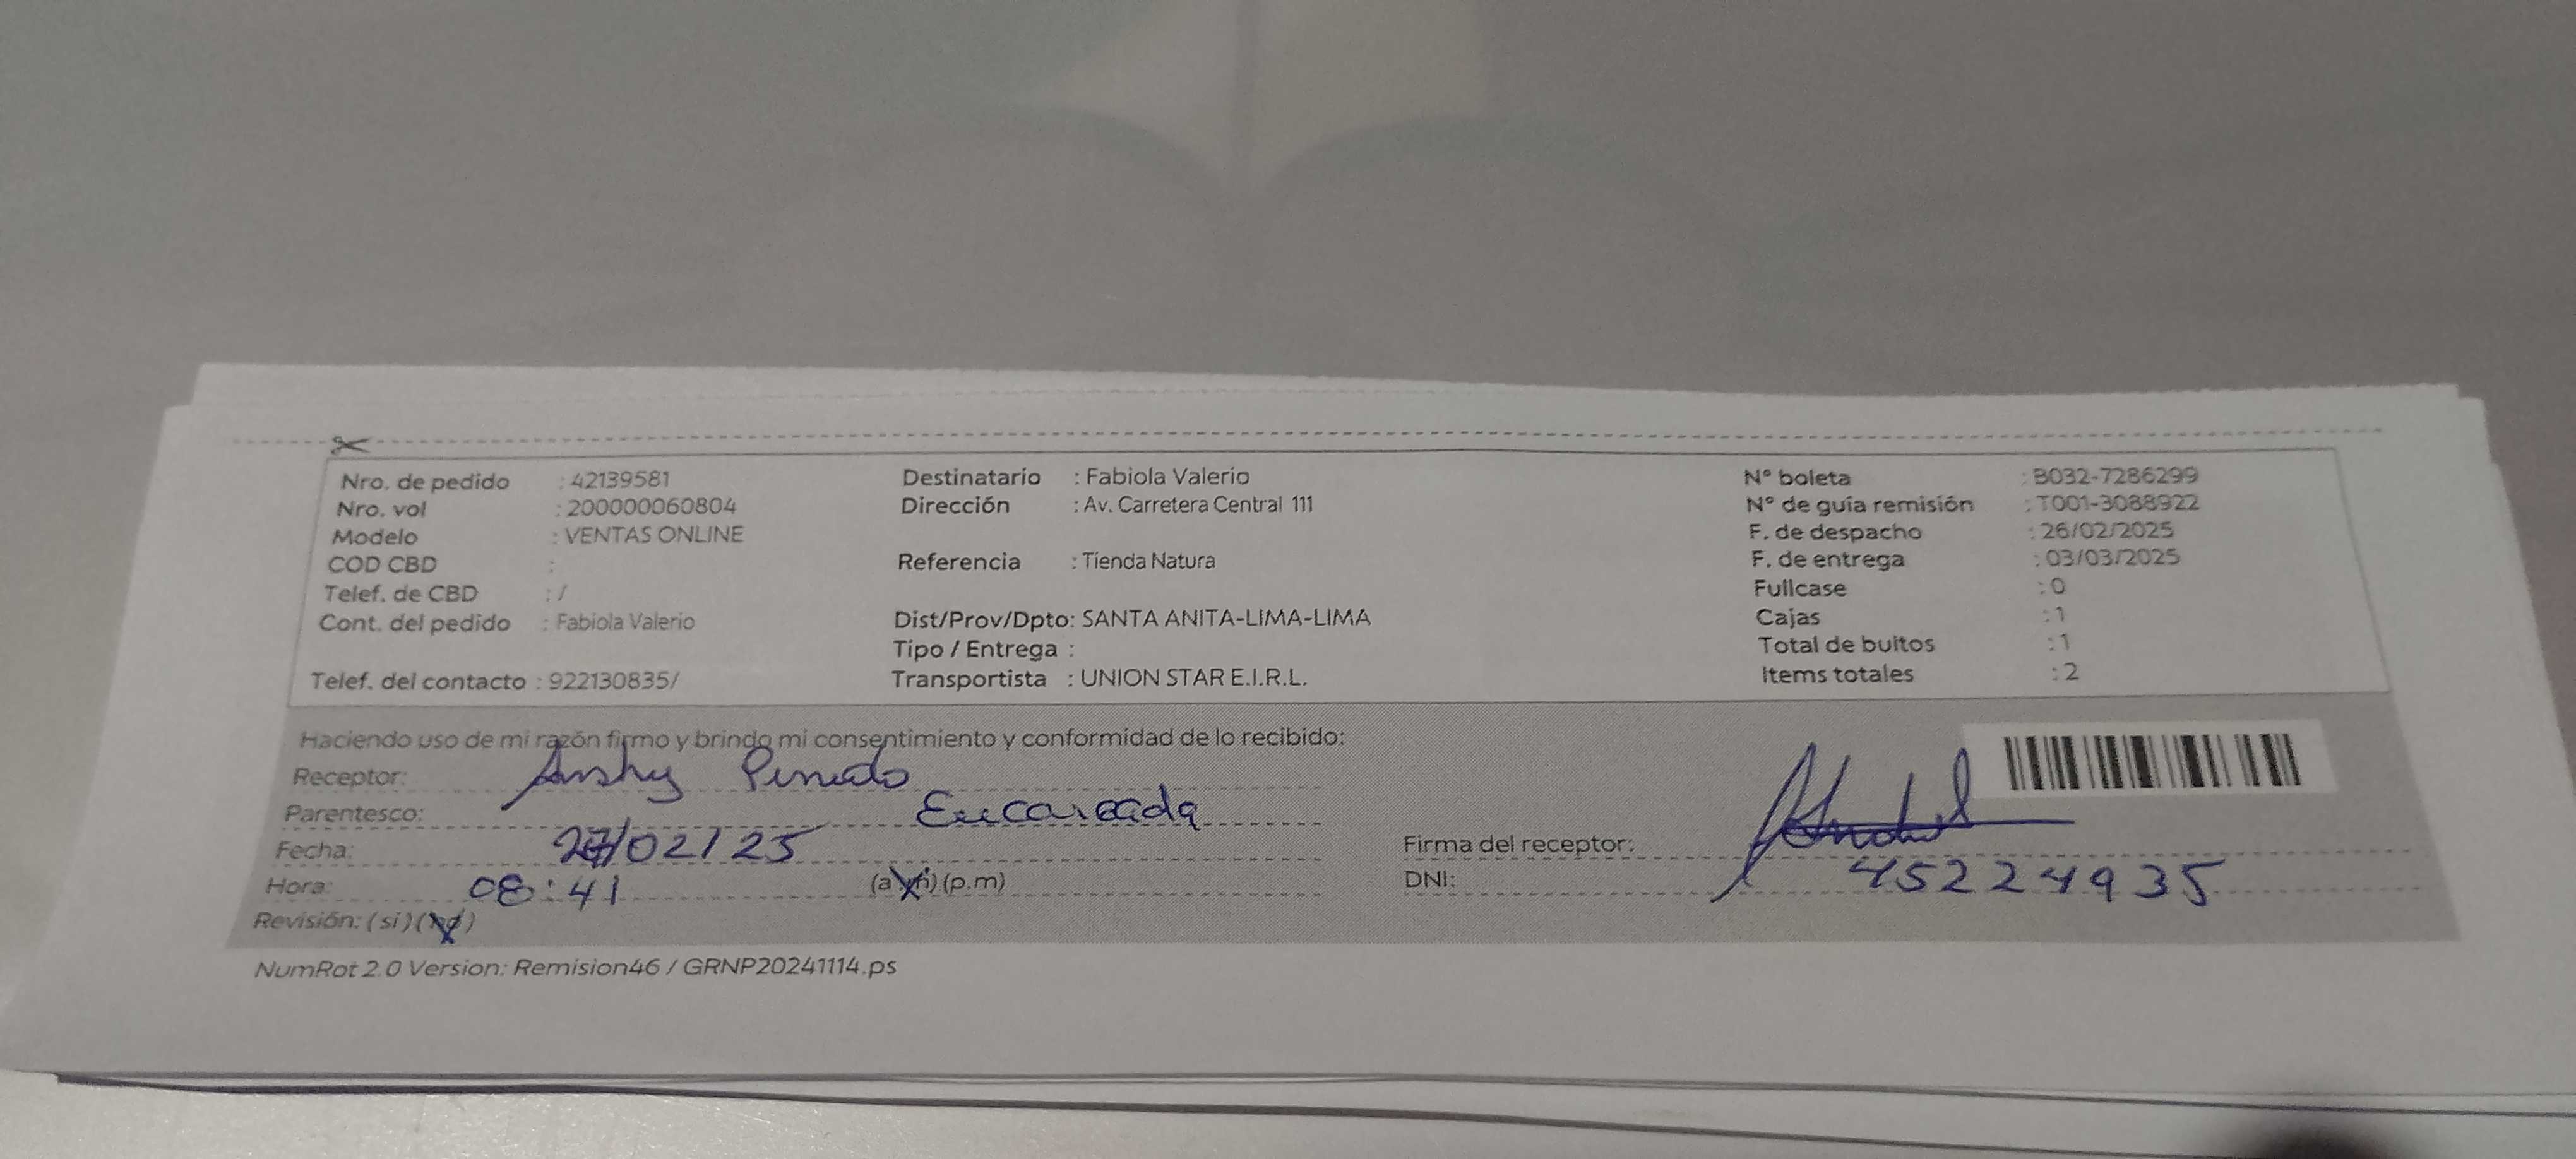 Nro. de pedido : 42139581 Destinatario : Fabiola Valerio N° boleta : B032-7286299
Nro. vol : 200000060804 Dirección : Av. Carretera Central 111 N° de guía remisión : T001-3088922
Modelo : VENTAS ONLINE F. de despacho : 26/02/2025
COD CBD : Referencia : Tienda Natura F. de entrega : 03/03/2025
Telef. de CBD : / Fullcase : 0
Cont. del pedido : Fabiola Valerio Dist/Prov/Dpto: SANTA ANITA-LIMA-LIMA Cajas : 1
Tipo / Entrega : Total de bultos : 1
Telef. del contacto : 922130835/ Transportista : UNION STAR E.I.R.L. Items totales : 2
Haciendo uso de mi razón firmo y brindo mi consentimiento y conformidad de lo recibido:
Receptor: Pinedo
Parentesco: Encargada
Fecha: 27/02/25 Firma del receptor:
Hora: 08:41 (a.m) (p.m) DNI: 45224935
Revisión: (si) (no)
NumRot 2.0 Version: Remision46 / GRNP20241114.ps